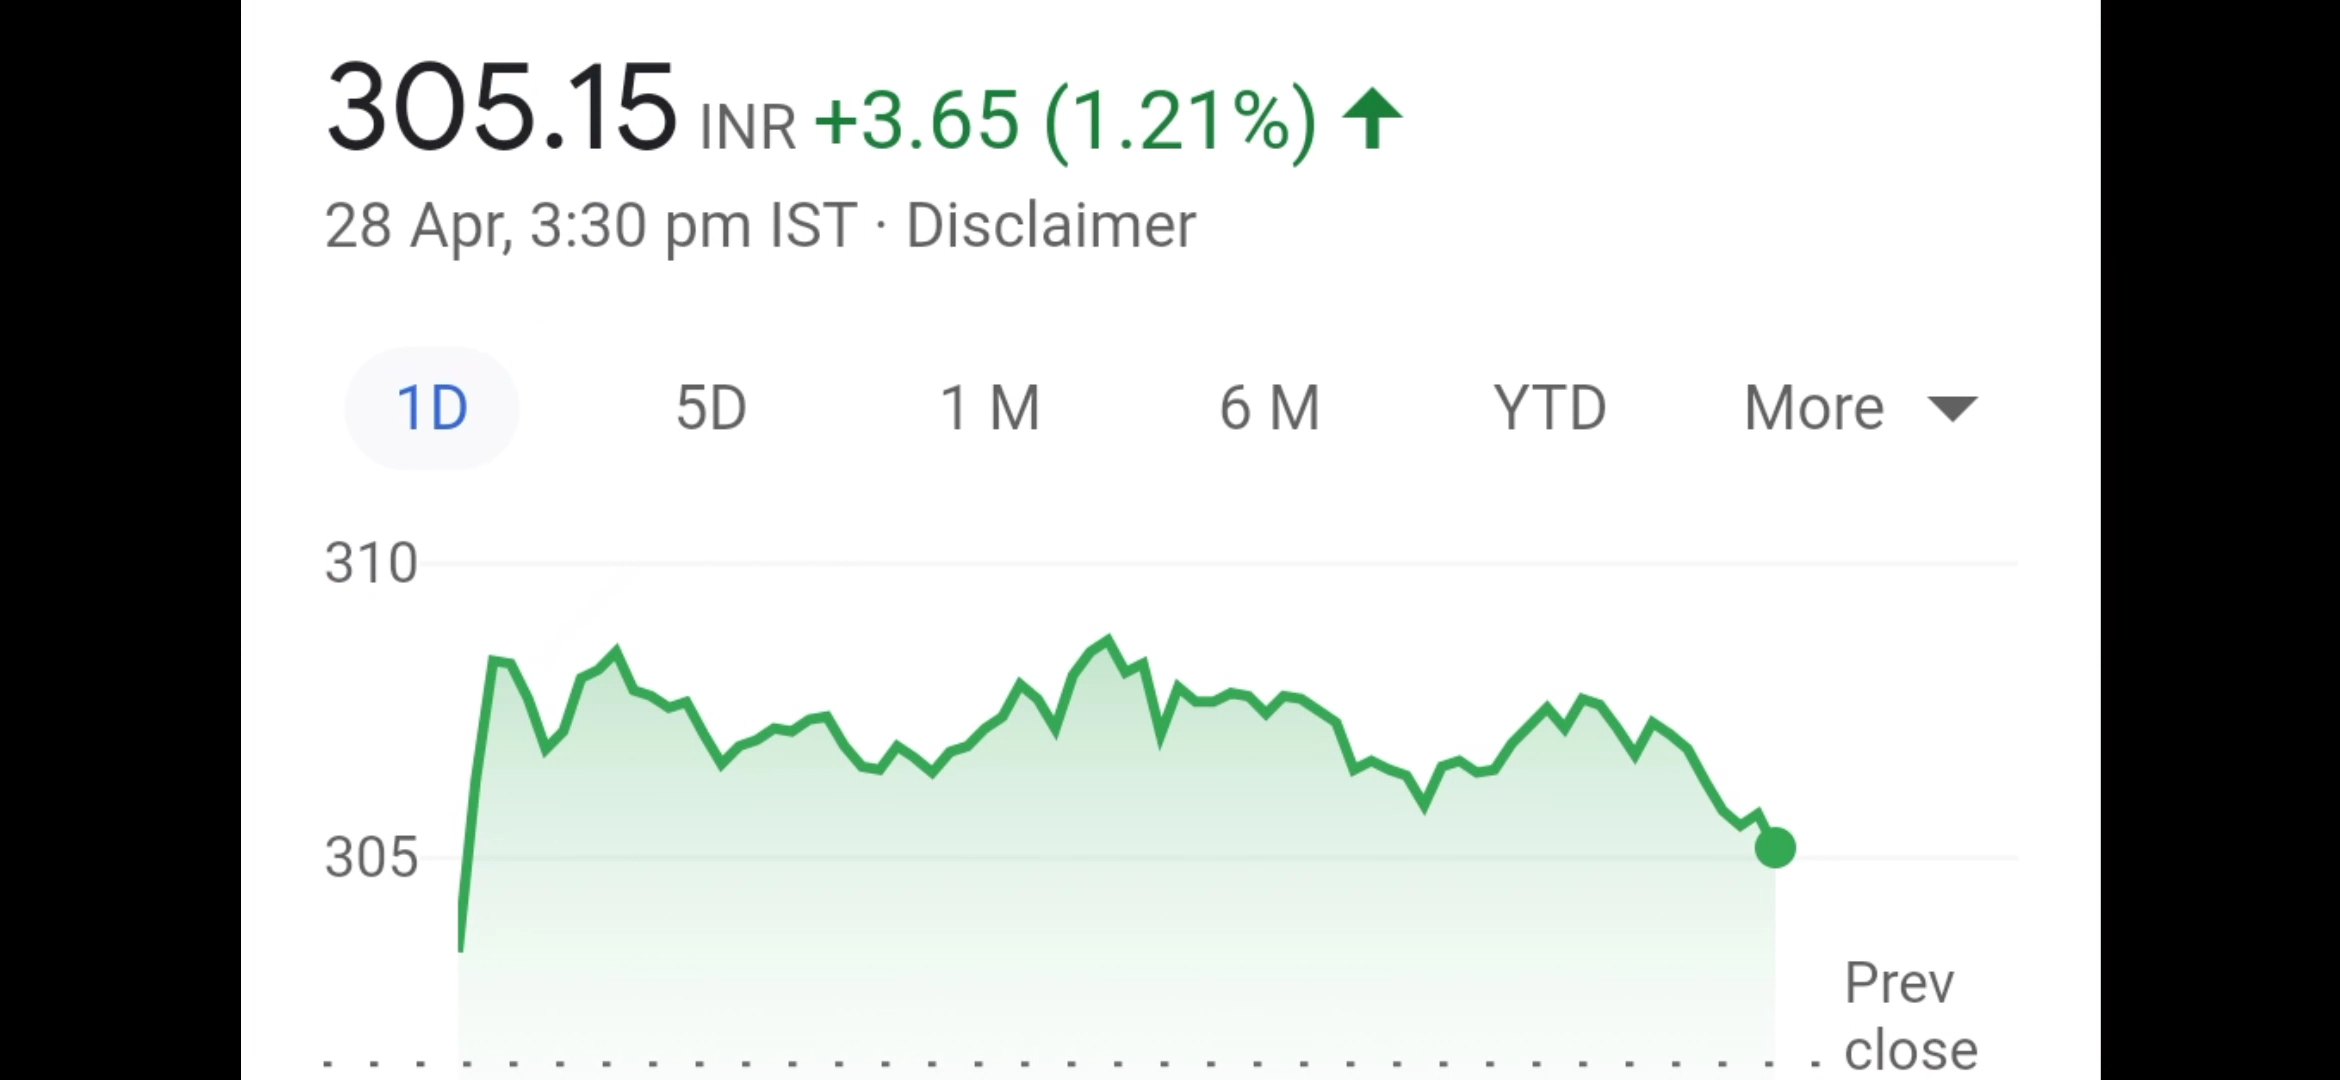 305.15 INR +3.65 (1.21%)
28 Apr, 3:30 pm IST · Disclaimer
1D 5D 1 M 6 M YTD More
310
305
Prev
close